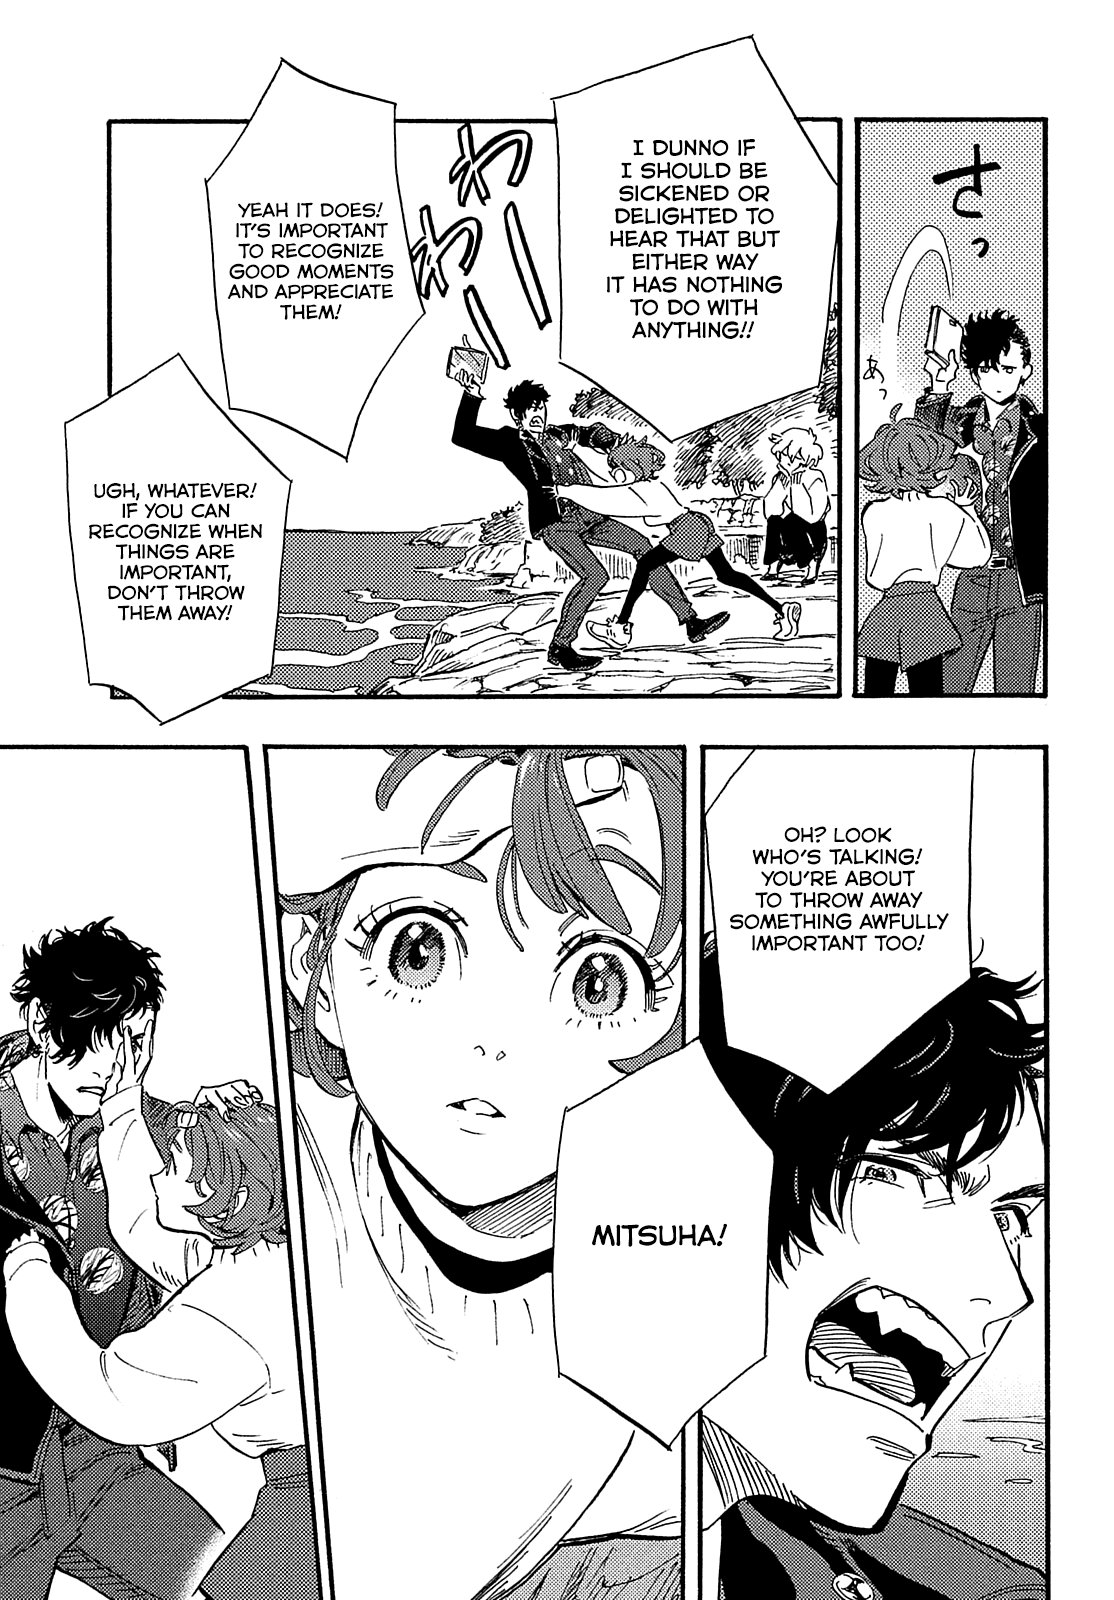 さっ
あっ
I DUNNO IF
I SHOULD BE
SICKENED OR
DELIGHTED TO
HEAR THAT BUT
EITHER WAY
IT HAS NOTHING
TO DO WITH
ANYTHING!!
わー
わー
YEAH IT DOES!
IT'S IMPORTANT
TO RECOGNIZE
GOOD MOMENTS
AND APPRECIATE
THEM!
UGH, WHATEVER!
IF YOU CAN
RECOGNIZE WHEN
THINGS ARE
IMPORTANT,
DON'T THROW
THEM AWAY!
OH? LOOK
WHO'S TALKING!
YOU'RE ABOUT
TO THROW AWAY
SOMETHING AWFULLY
IMPORTANT TOO!
MITSUHA!